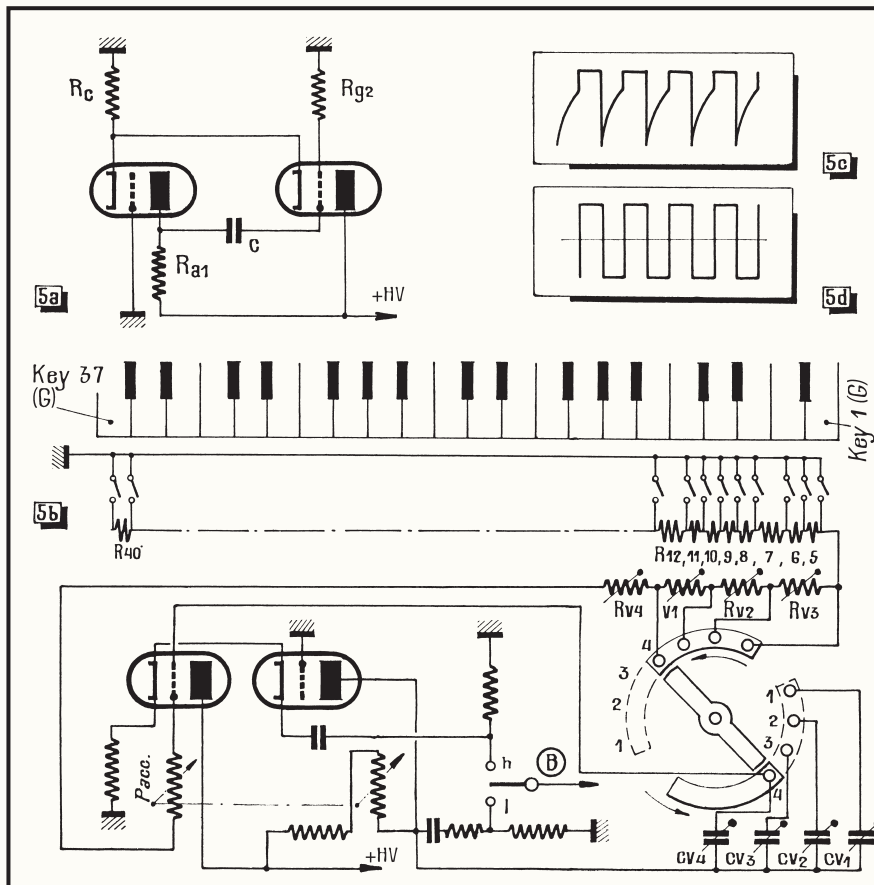 Rc
Rg2
5c
C
Ra1
5a
+HV
5d
Key 37
(G)
Key 1 (G)
5b
R40
R12,11,10,9,8,7,6,5
Rv4 V1 Rv2 Rv3
4
3
2
1
1
2
3
4
Pacc.
h
B
l
+HV
CV4 CV3 CV2 CV1